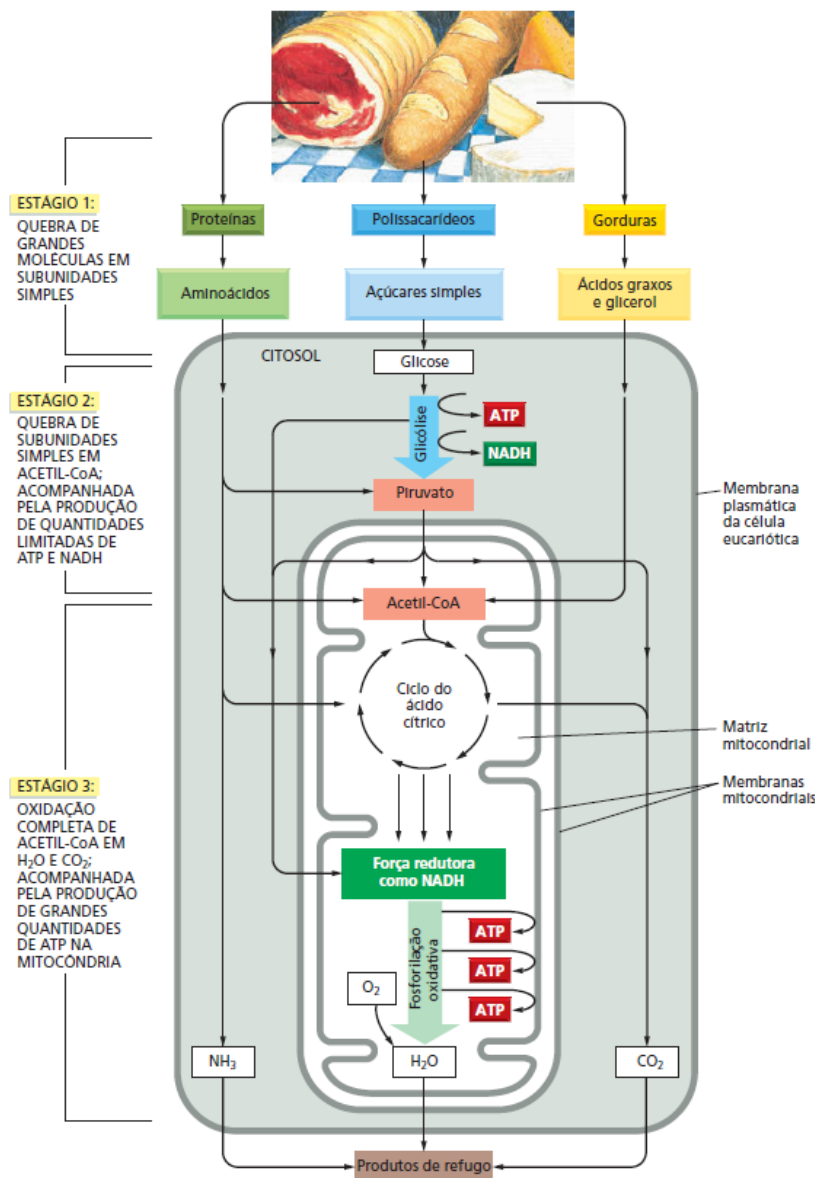 ESTÁGIO 1:
QUEBRA DE
GRANDES
MOLÉCULAS EM
SUBUNIDADES
SIMPLES
Proteínas
Polissacarídeos
Gorduras
Aminoácidos
Açúcares simples
Ácidos graxos
e glicerol
CITOSOL
Glicose
ESTÁGIO 2:
QUEBRA DE
SUBUNIDADES
SIMPLES EM
ACETIL-CoA;
ACOMPANHADA
PELA PRODUÇÃO
DE QUANTIDADES
LIMITADAS DE
ATP E NADH
Glicólise
ATP
NADH
Piruvato
Membrana
plasmática
da célula
eucariótica
Acetil-CoA
Ciclo do
ácido
cítrico
Matriz
mitocondrial
Membranas
mitocondriais
ESTÁGIO 3:
OXIDAÇÃO
COMPLETA DE
ACETIL-CoA EM
H₂O E CO₂;
ACOMPANHADA
PELA PRODUÇÃO
DE GRANDES
QUANTIDADES
DE ATP NA
MITOCÔNDRIA
Força redutora
como NADH
Fosforilação
oxidativa
ATP
ATP
ATP
O₂
NH₃
H₂O
CO₂
Produtos de refugo